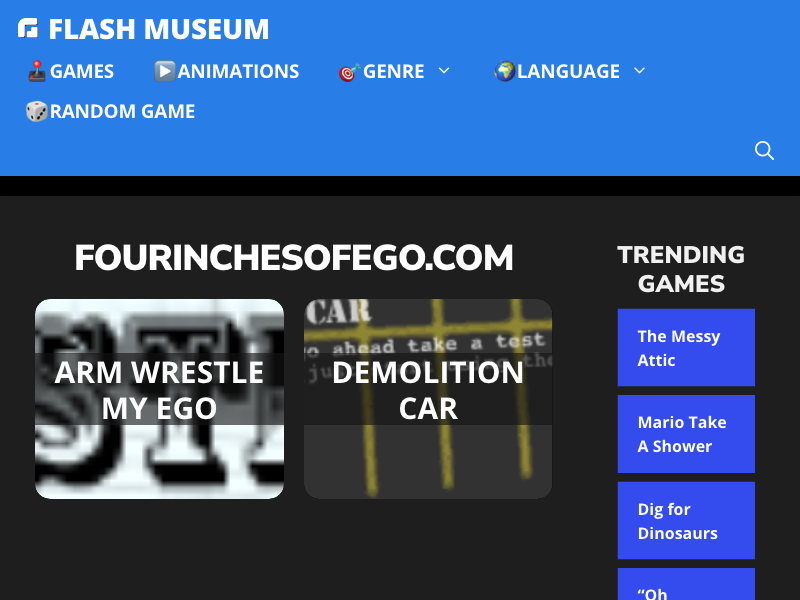 FLASH MUSEUM
GAMES
ANIMATIONS
GENRE
LANGUAGE
RANDOM GAME
FOURINCHESOFEGO.COM
ARM WRESTLE
MY EGO
CAR
ahead take a test
DEMOLITION
CAR
TRENDING
GAMES
The Messy
Attic
Mario Take
A Shower
Dig for
Dinosaurs
“Oh